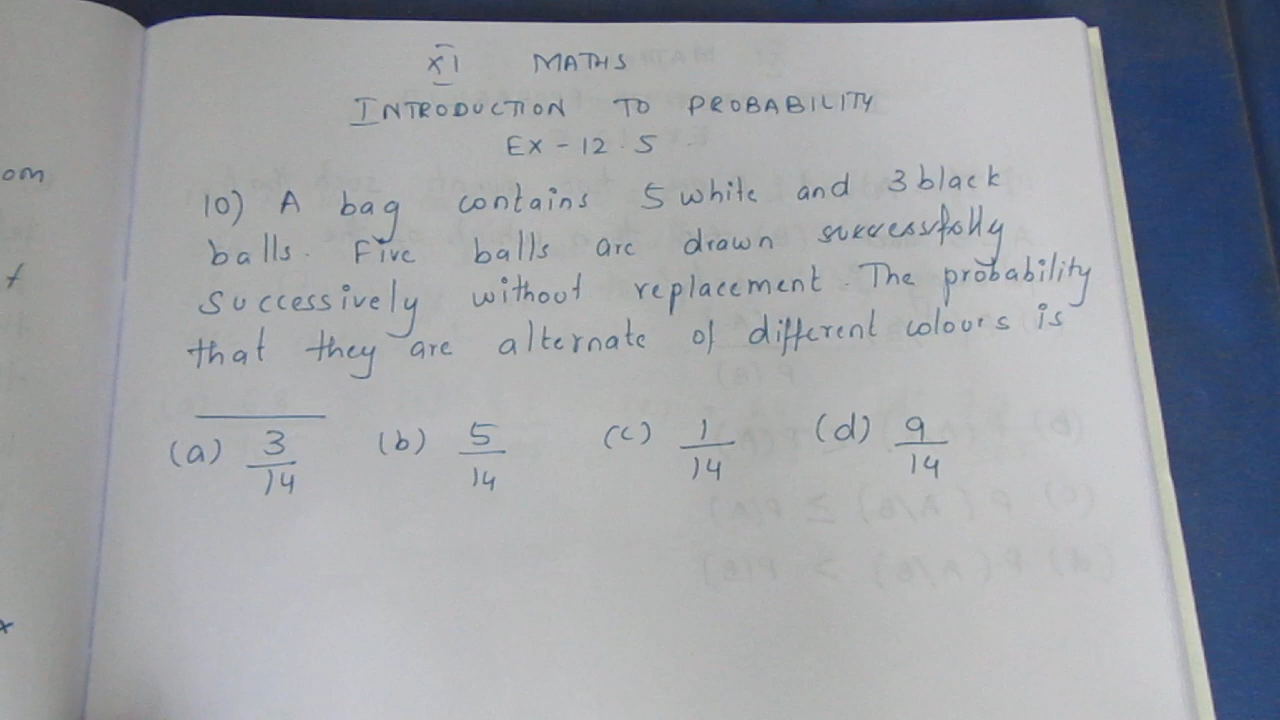 XI MATHS
INTRODUCTION TO PROBABILITY
EX - 12.5
10) A bag contains 5 white and 3 black
balls. Five balls are drawn successfolly
successively without replacement. The probability
that they are alternate of different colours is
(a) 3/14 (b) 5/14 (c) 1/14 (d) 9/14
om
f
x